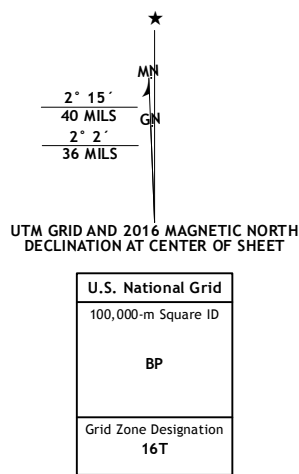 ★
MN
2° 15´
40 MILS
GN
2° 2´
36 MILS
UTM GRID AND 2016 MAGNETIC NORTH
DECLINATION AT CENTER OF SHEET
U.S. National Grid
100,000-m Square ID
BP
Grid Zone Designation
16T